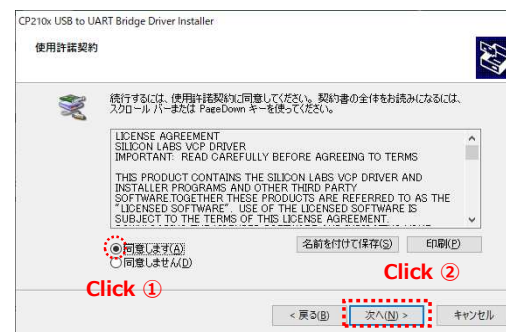 CP210x USB to UART Bridge Driver Installer
使用許諾契約
続行するには、使用許諾契約に同意してください。契約書の全体をお読みになるには、
スクロール バーまたは PageDown キーを使ってください。
LICENSE AGREEMENT
SILICON LABS VCP DRIVER
IMPORTANT: READ CAREFULLY BEFORE AGREEING TO TERMS
THIS PRODUCT CONTAINS THE SILICON LABS VCP DRIVER AND
INSTALLER PROGRAMS AND OTHER THIRD PARTY
SOFTWARE.TOGETHER THESE PRODUCTS ARE REFERRED TO AS THE
"LICENSED SOFTWARE". USE OF THE LICENSED SOFTWARE IS
SUBJECT TO THE TERMS OF THIS LICENSE AGREEMENT.
同意します(A)
名前を付けて保存(S)
印刷(P)
同意しません(D)
Click ①
Click ②
< 戻る(B)
次へ(N) >
キャンセル